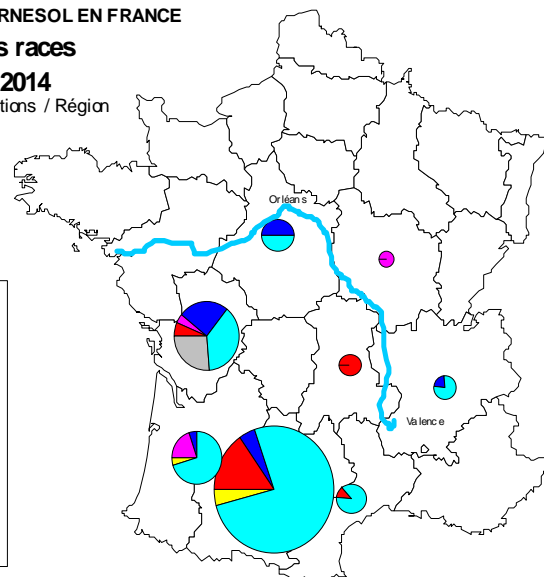 RNESOL EN FRANCE
s races
2014
tions / Région
Orléans
Valence